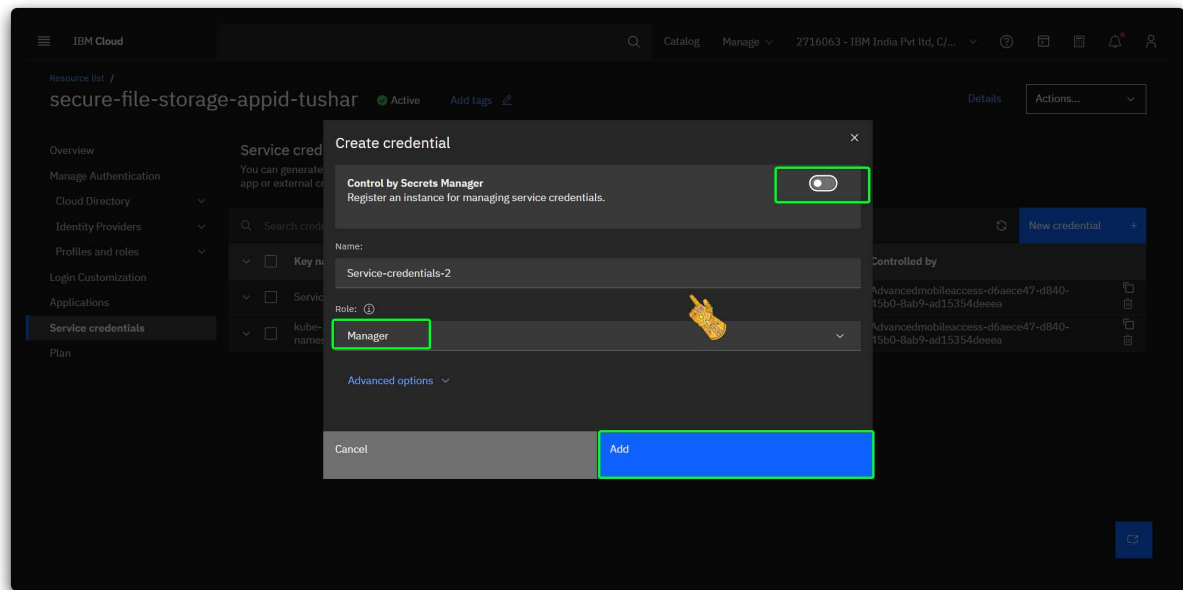 IBM Cloud
Catalog
Manage
2716063 - IBM India Pvt ltd, C/...
Resource list /
secure-file-storage-appid-tushar
Active
Add tags
Details
Actions...
Overview
Manage Authentication
Cloud Directory
Identity Providers
Profiles and roles
Login Customization
Applications
Service credentials
Plan
Service cred
You can generate
app or external
Search
New credential +
Key
Controlled by
Servic
Advancedmobileaccess-d6aece47-d840-
45b0-8ab9-ad15354deeea
kube-
names
Advancedmobileaccess-d6aece47-d840-
45b0-8ab9-ad15354deeea
Create credential
Control by Secrets Manager
Register an instance for managing service credentials.
Name:
Service-credentials-2
Role:
Manager
Advanced options
Cancel
Add